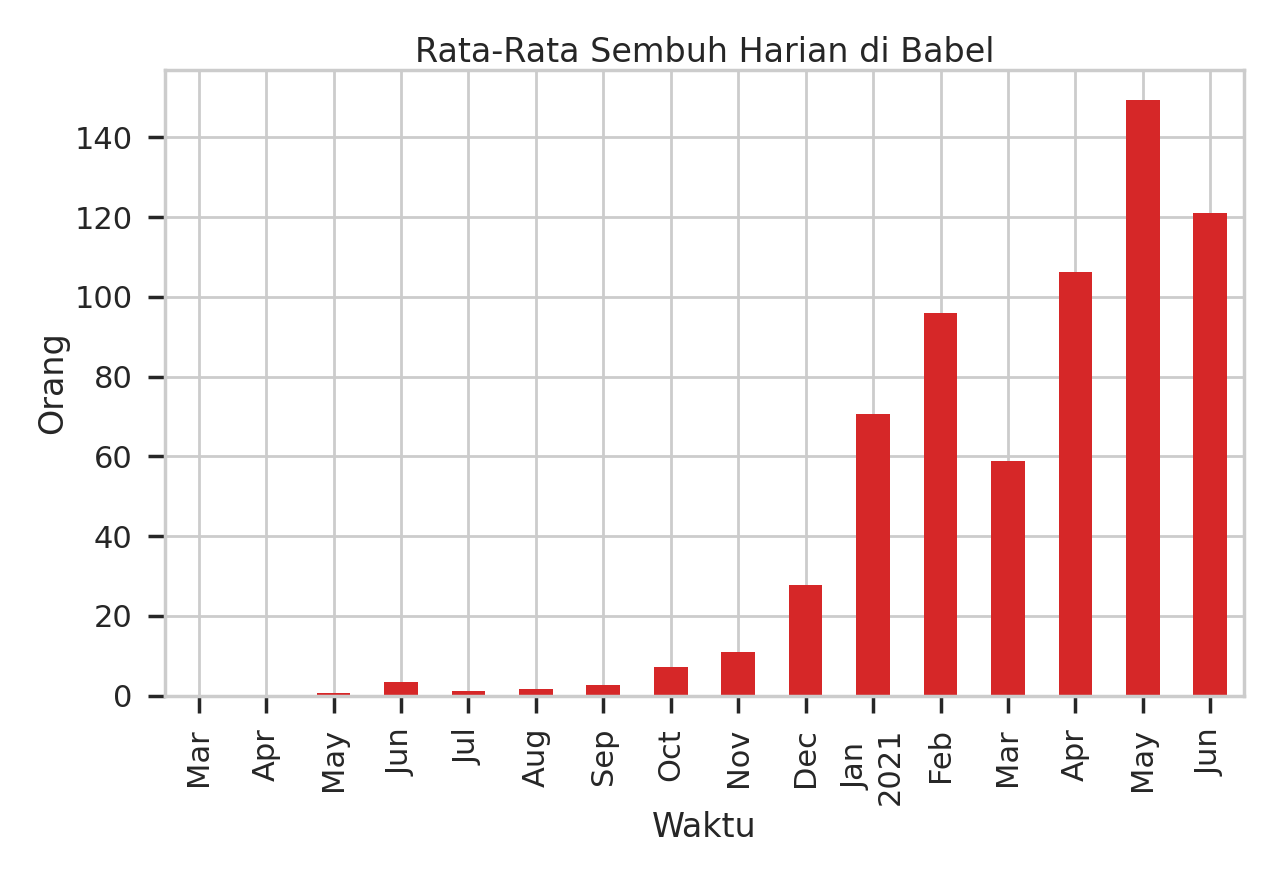 Rata-Rata Sembuh Harian di Babel
Orang
140
120
100
80
60
40
20
0
Mar
Apr
May
Jun
Jul
Aug
Sep
Oct
Nov
Dec
Jan
2021
Feb
Mar
Apr
May
Jun
Waktu